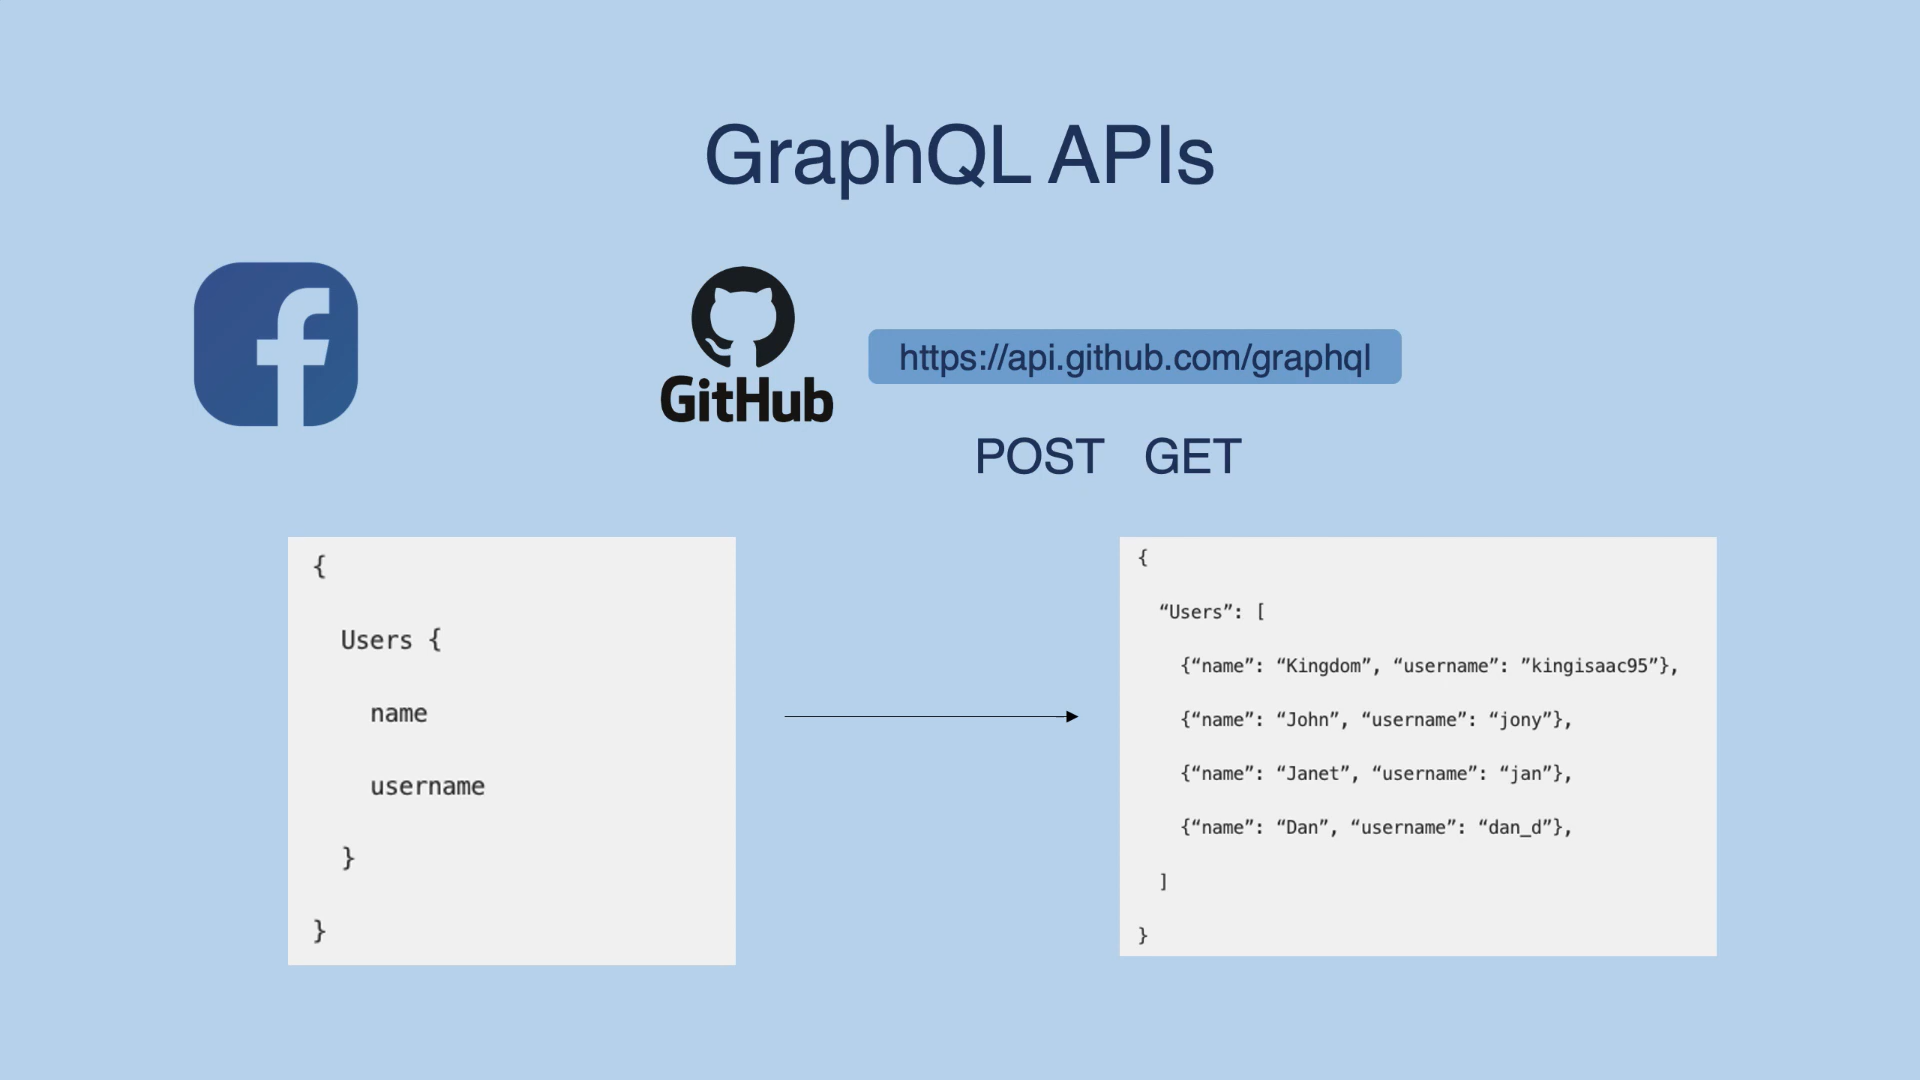 GraphQL APIs
GitHub
https://api.github.com/graphql
POST GET
{
Users {
name
username
}
}
{
“Users”: [
{“name”: “Kingdom”, “username”: ”kingisaac95”},
{“name”: “John”, “username”: “jony”},
{“name”: “Janet”, “username”: “jan”},
{“name”: “Dan”, “username”: “dan_d”},
]
}